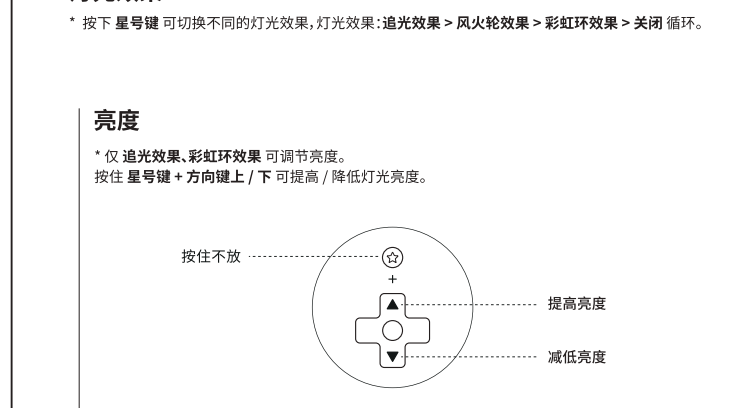 * 按下 星号键 可切换不同的灯光效果，灯光效果：追光效果 > 风火轮效果 > 彩虹环效果 > 关闭 循环。
亮度
* 仅 追光效果、彩虹环效果 可调节亮度。
按住 星号键 + 方向键上 / 下 可提高 / 降低灯光亮度。
按住不放
+
提高亮度
减低亮度